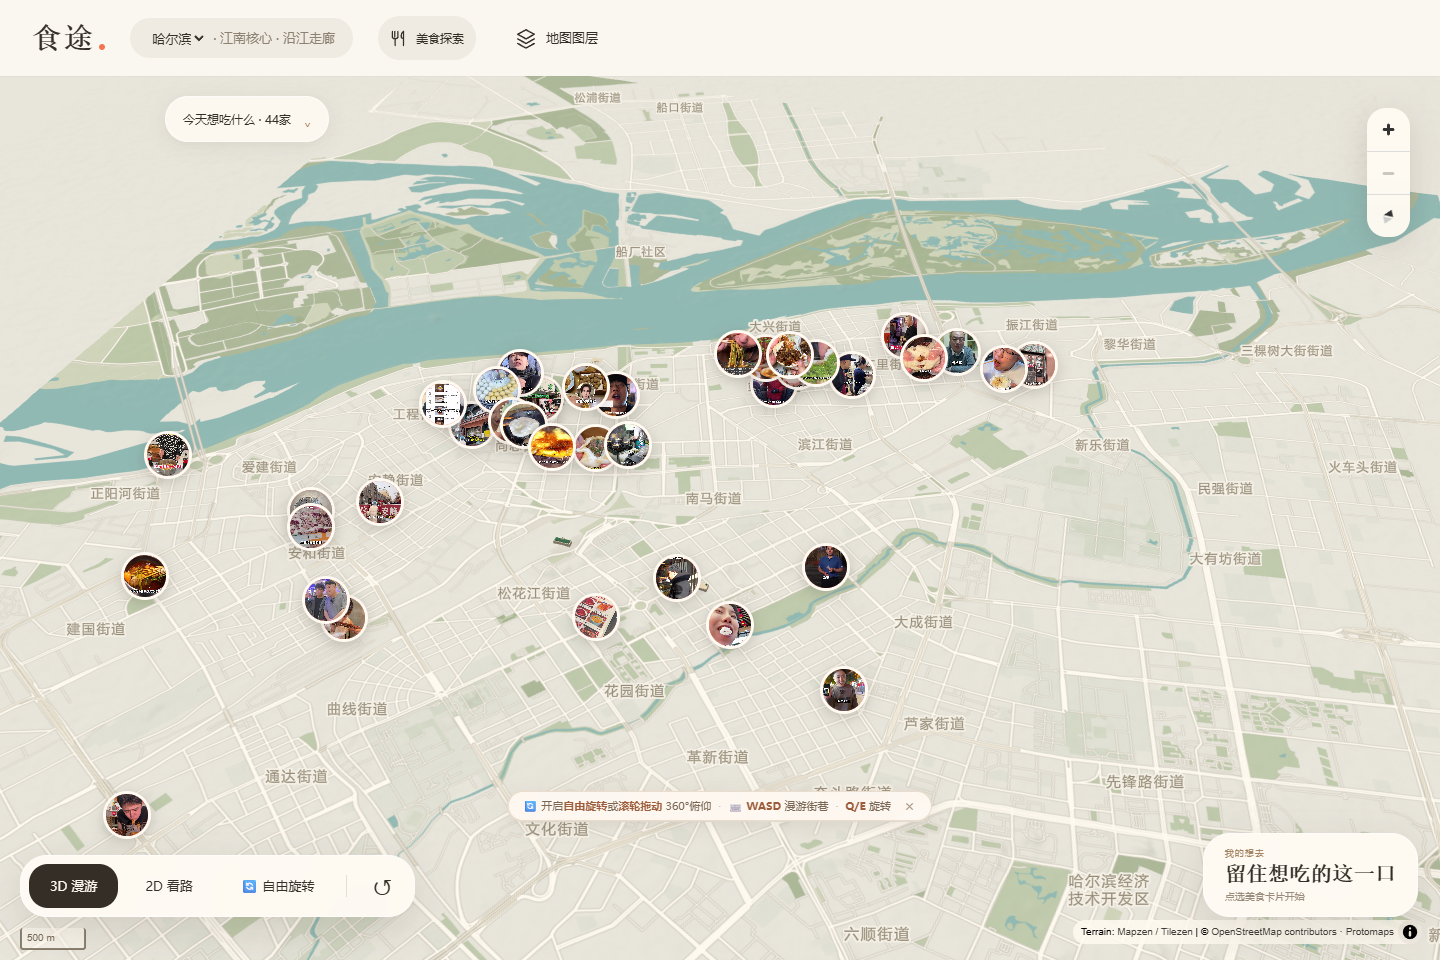 食途.
哈尔滨 · 江南核心 · 沿江走廊
美食探索
地图图层
今天想吃什么 · 44家
松浦街道
船口街道
船厂社区
大兴街道
振江街道
黎华街道
三棵树大街街道
工程
街道
滨江街道
新乐街道
火车头街道
爱建街道
正阳河街道
南马街道
民强街道
安和街道
大有坊街道
松花江街道
建国街道
大成街道
花园街道
曲线街道
芦家街道
革新街道
通达街道
先锋路街道
开启自由旋转或滚轮拖动 360°俯仰 · WASD 漫游街巷 · Q/E 旋转 ×
文化街道
我的想去
留住想吃的这一口
点选美食卡片开始
3D 漫游
2D 看路
自由旋转
哈尔滨经济
技术开发区
六顺街道
500 m
Terrain: Mapzen / Tilezen | © OpenStreetMap contributors · Protomaps